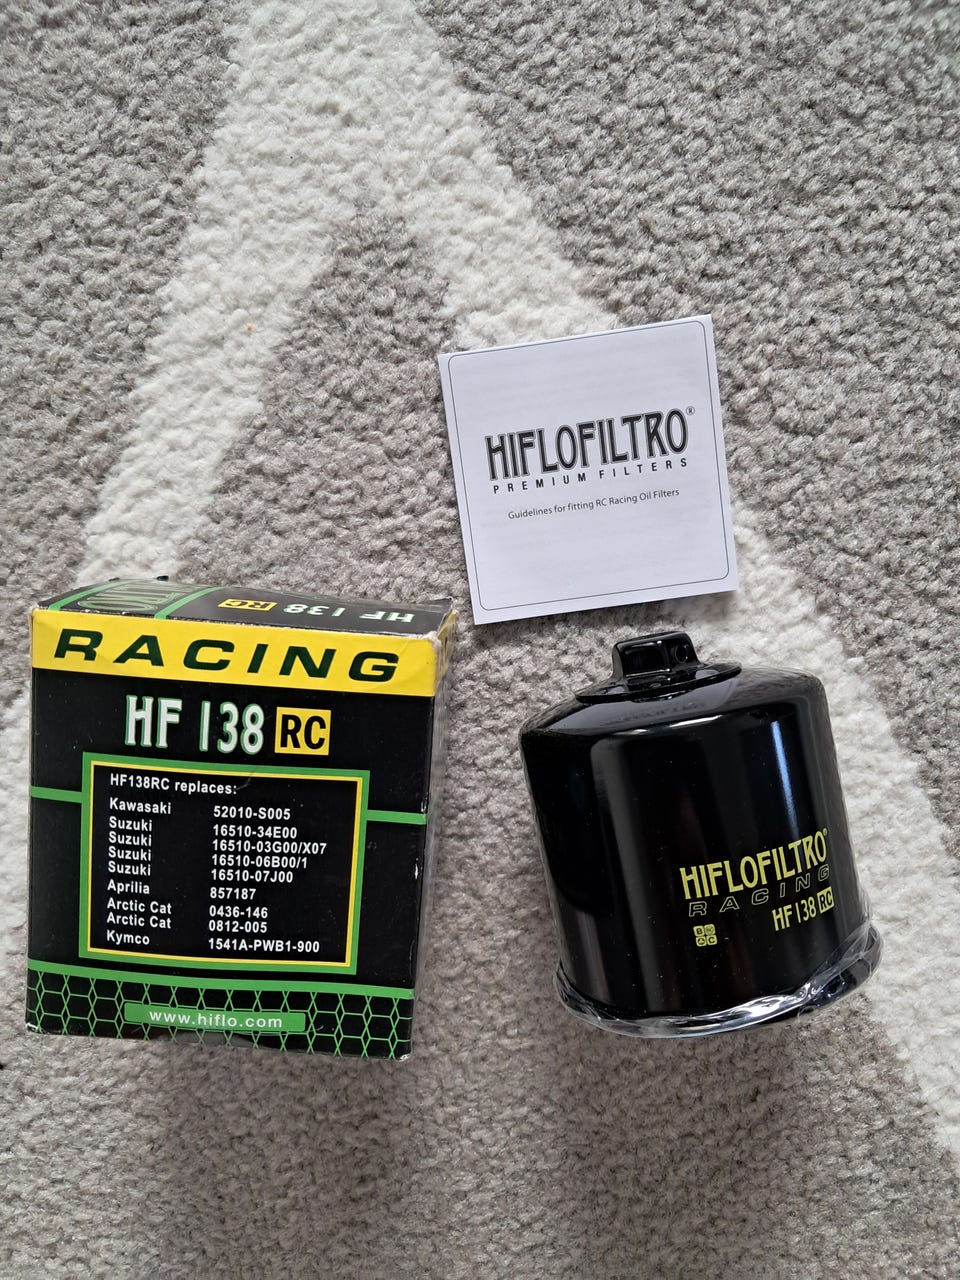 HIFLOFILTRO®
PREMIUM FILTERS
Guidelines for fitting RC Racing Oil Filters
HF 138 RC
RACING
HF 138 RC
HF138RC replaces:
Kawasaki 52010-S005
Suzuki 16510-34E00
Suzuki 16510-03G00/X07
Suzuki 16510-06B00/1
Suzuki 16510-07J00
Aprilia 857187
Arctic Cat 0436-146
Arctic Cat 0812-005
Kymco 1541A-PWB1-900
www.hiflo.com
HIFLOFILTRO®
RACING
HF138 RC